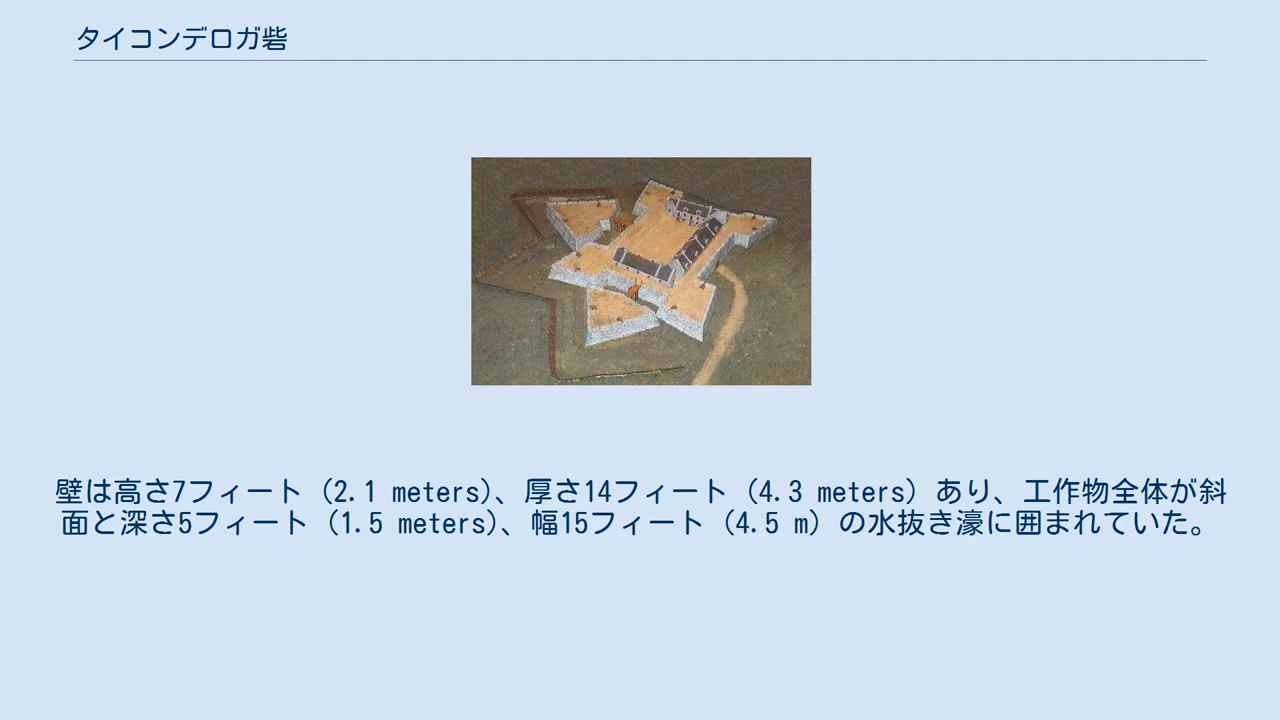 タイコンデロガ砦
壁は高さ7フィート（2.1 meters）、厚さ14フィート（4.3 meters）あり、工作物全体が斜
面と深さ5フィート（1.5 meters）、幅15フィート（4.5 m）の水抜き濠に囲まれていた。